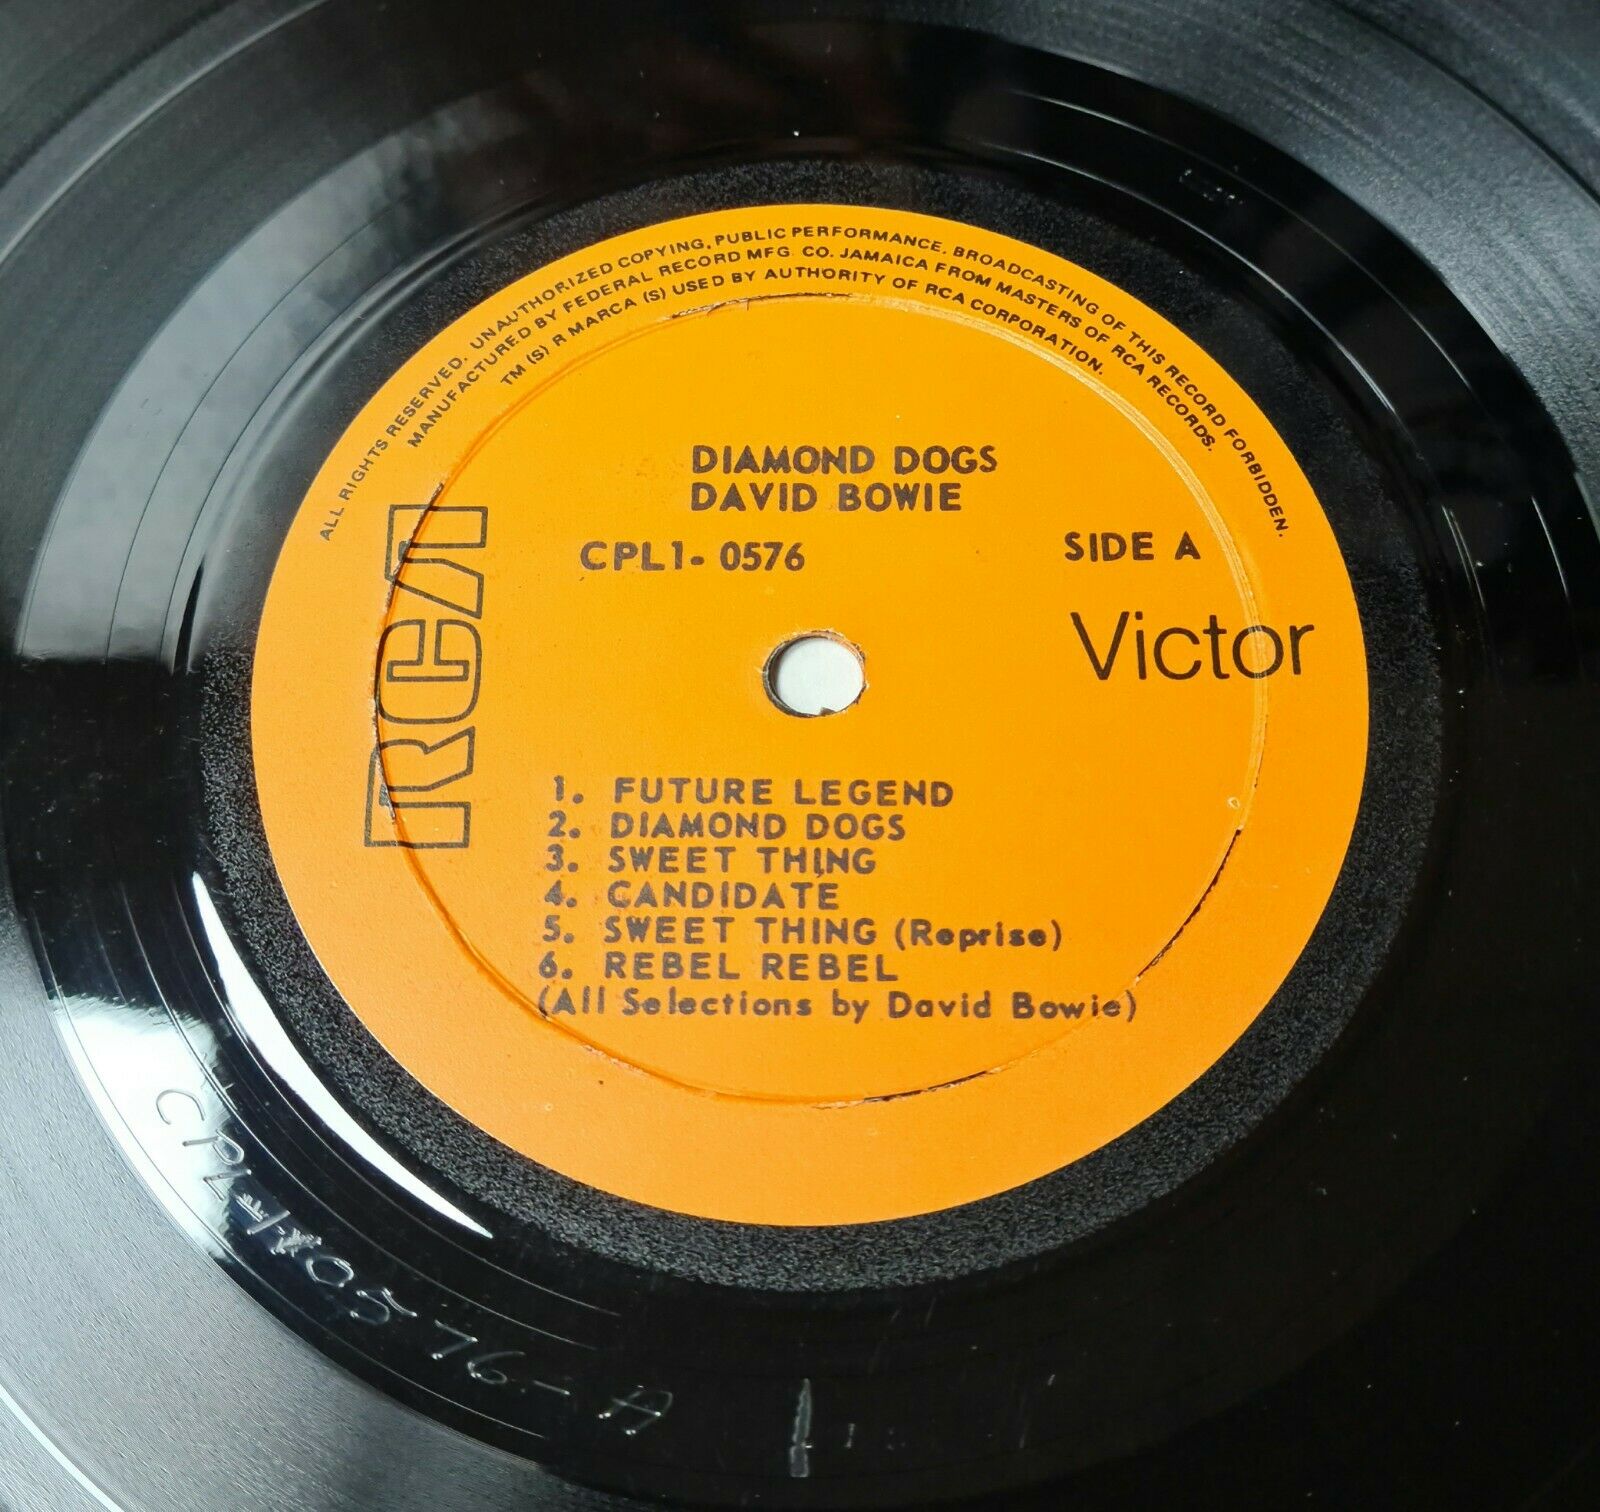 ALL RIGHTS RESERVED. UNAUTHORIZED COPYING, PUBLIC PERFORMANCE, BROADCASTING OF THIS RECORD FORBIDDEN.
MANUFACTURED BY FEDERAL RECORD MFG. CO. JAMAICA FROM MASTERS OF RCA RECORDS.
TM (S) R MARCA (S) USED BY AUTHORITY OF RCA CORPORATION.
DIAMOND DOGS
DAVID BOWIE
CPL1- 0576
SIDE A
RCA
Victor
1. FUTURE LEGEND
2. DIAMOND DOGS
3. SWEET THING
4. CANDIDATE
5. SWEET THING (Reprise)
6. REBEL REBEL
(All Selections by David Bowie)
CPL 1-0576-A